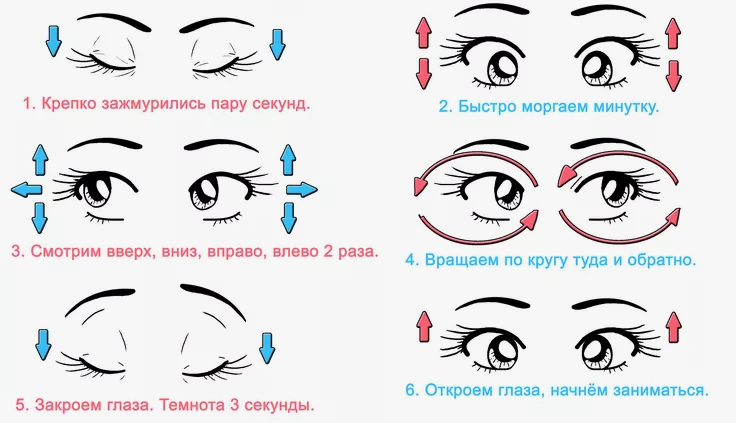 1. Крепко зажмурились пару секунд.
2. Быстро моргаем минутку.
3. Смотрим вверх, вниз, вправо, влево 2 раза.
4. Вращаем по кругу туда и обратно.
5. Закроем глаза. Темнота 3 секунды.
6. Откроем глаза, начнём заниматься.